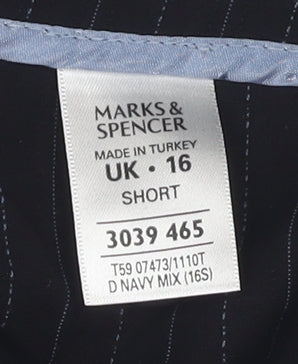 MARKS &
SPENCER
MADE IN TURKEY
UK • 16
SHORT
3039 465
T59 07473/1110T
D NAVY MIX (16S)